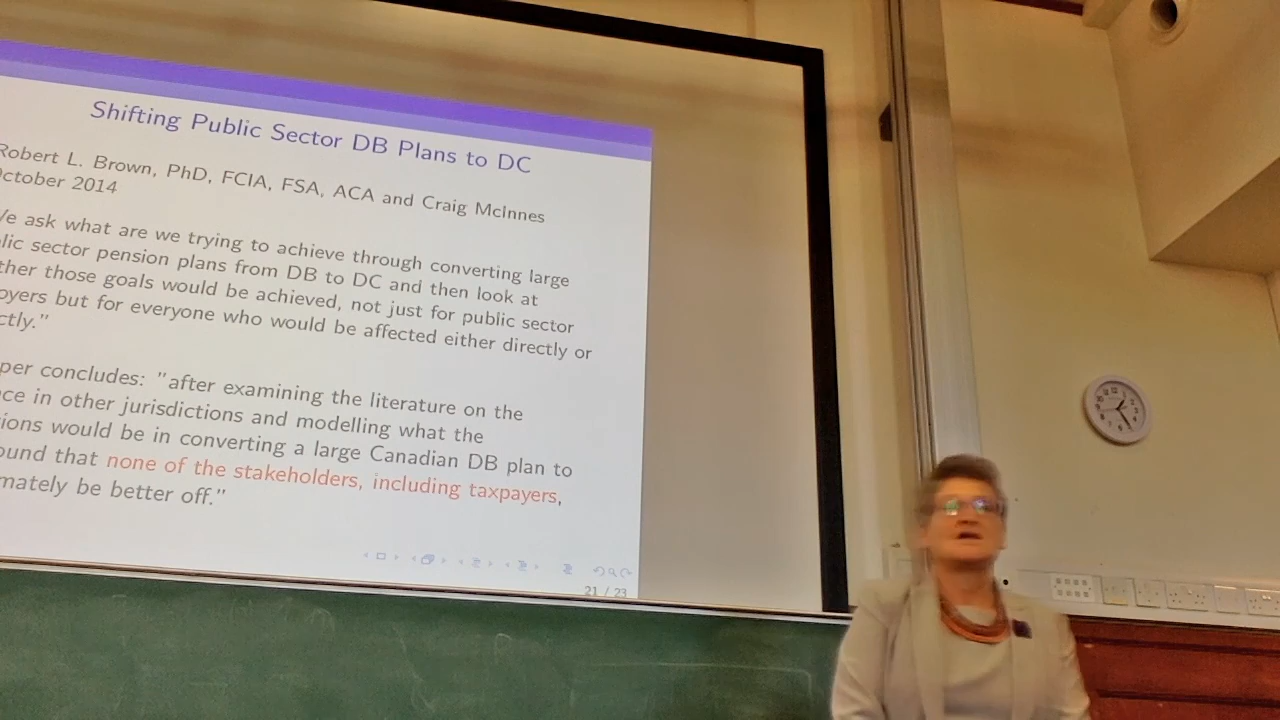 Shifting Public Sector DB Plans to DC
Robert L. Brown, PhD, FCIA, FSA, ACA and Craig McInnes
October 2014
We ask what are we trying to achieve through converting large
lic sector pension plans from DB to DC and then look at
ther those goals would be achieved, not just for public sector
oyers but for everyone who would be affected either directly or
ctly."
per concludes: "after examining the literature on the
ce in other jurisdictions and modelling what the
ions would be in converting a large Canadian DB plan to
ound that none of the stakeholders, including taxpayers,
mately be better off."
21 / 23